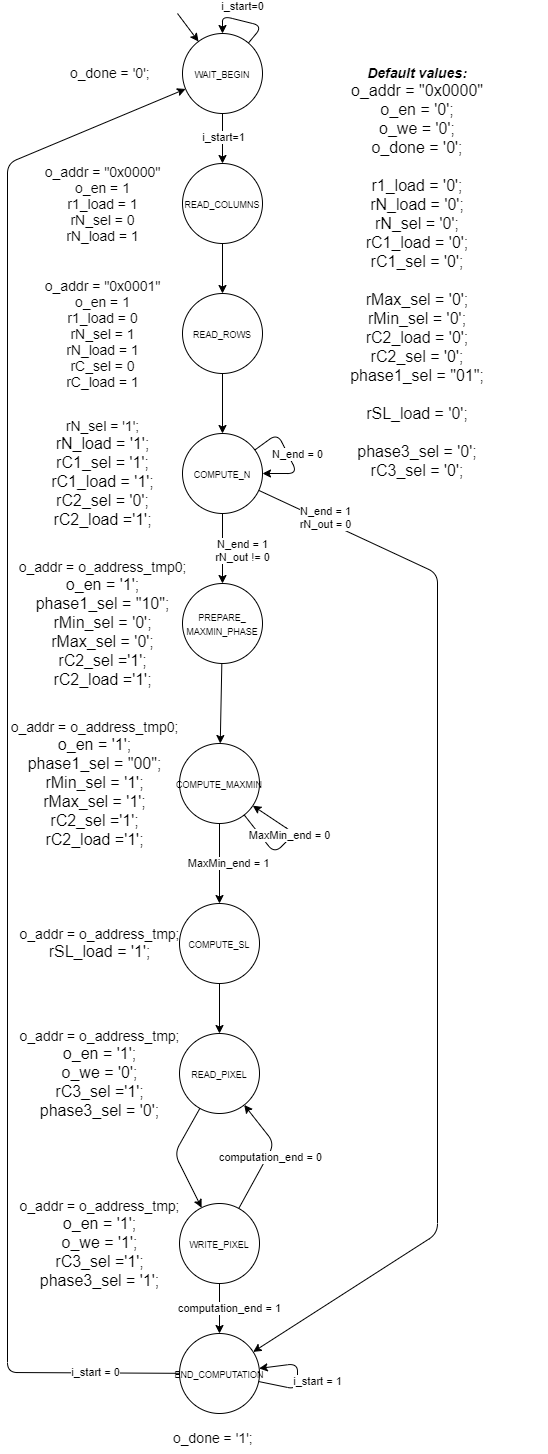 i_start=0
WAIT_BEGIN
o_done = '0';
i_start=1
Default values:
o_addr = "0x0000"
o_en = '0';
o_we = '0';
o_done = '0';
r1_load = '0';
rN_load = '0';
rN_sel = '0';
rC1_load = '0';
rC1_sel = '0';
rMax_sel = '0';
rMin_sel = '0';
rC2_load = '0';
rC2_sel = '0';
phase1_sel = "01";
rSL_load = '0';
phase3_sel = '0';
rC3_sel = '0';
o_addr = "0x0000"
o_en = 1
r1_load = 1
rN_sel = 0
rN_load = 1
READ_COLUMNS
o_addr = "0x0001"
o_en = 1
r1_load = 0
rN_sel = 1
rN_load = 1
rC_sel = 0
rC_load = 1
READ_ROWS
rN_sel = '1';
rN_load = '1';
rC1_sel = '1';
rC1_load = '1';
rC2_sel = '0';
rC2_load ='1';
COMPUTE_N
N_end = 0
N_end = 1
rN_out = 0
N_end = 1
rN_out != 0
o_addr = o_address_tmp0;
o_en = '1';
phase1_sel = "10";
rMin_sel = '0';
rMax_sel = '0';
rC2_sel ='1';
rC2_load ='1';
PREPARE_
MAXMIN_PHASE
o_addr = o_address_tmp0;
o_en = '1';
phase1_sel = "00";
rMin_sel = '1';
rMax_sel = '1';
rC2_sel ='1';
rC2_load ='1';
COMPUTE_MAXMIN
MaxMin_end = 0
MaxMin_end = 1
o_addr = o_address_tmp;
rSL_load = '1';
COMPUTE_SL
o_addr = o_address_tmp;
o_en = '1';
o_we = '0';
rC3_sel ='1';
phase3_sel = '0';
READ_PIXEL
computation_end = 0
o_addr = o_address_tmp;
o_en = '1';
o_we = '1';
rC3_sel ='1';
phase3_sel = '1';
WRITE_PIXEL
computation_end = 1
i_start = 0
END_COMPUTATION
i_start = 1
o_done = '1';